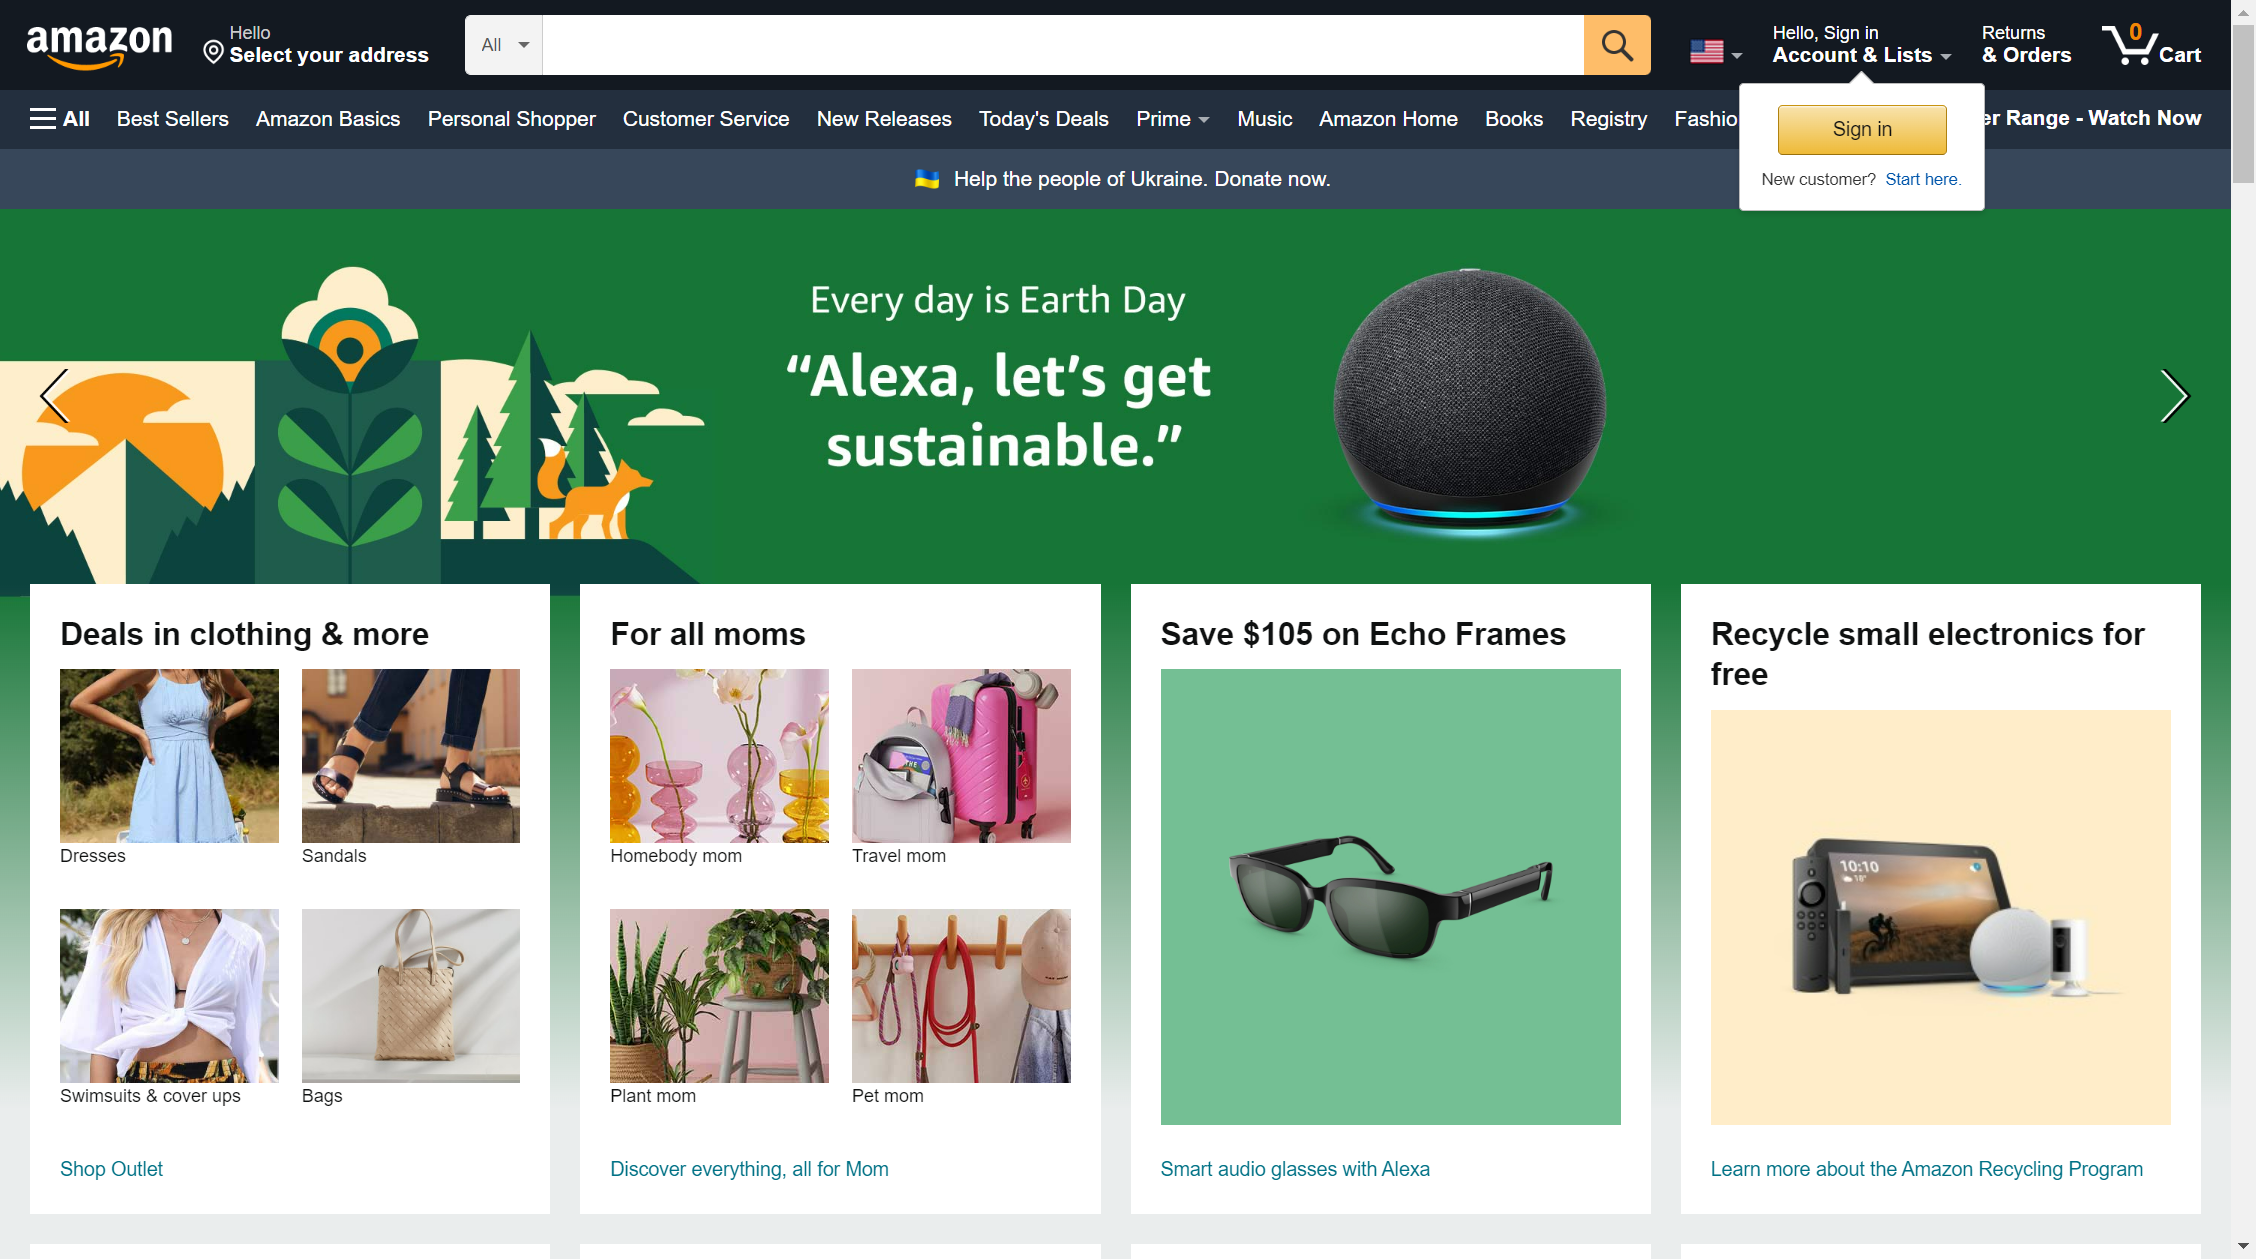 amazon
Hello
Select your address
All
Hello, Sign in
Account & Lists
Returns
& Orders
0
Cart
All
Best Sellers
Amazon Basics
Personal Shopper
Customer Service
New Releases
Today's Deals
Prime
Music
Amazon Home
Books
Registry
Fashio
er Range - Watch Now
Sign in
New customer? Start here.
Help the people of Ukraine. Donate now.
Every day is Earth Day
“Alexa, let’s get
sustainable.”
Deals in clothing & more
Dresses
Sandals
Swimsuits & cover ups
Bags
Shop Outlet
For all moms
Homebody mom
Travel mom
Plant mom
Pet mom
Discover everything, all for Mom
Save $105 on Echo Frames
Smart audio glasses with Alexa
Recycle small electronics for
free
10:10
18°
Learn more about the Amazon Recycling Program